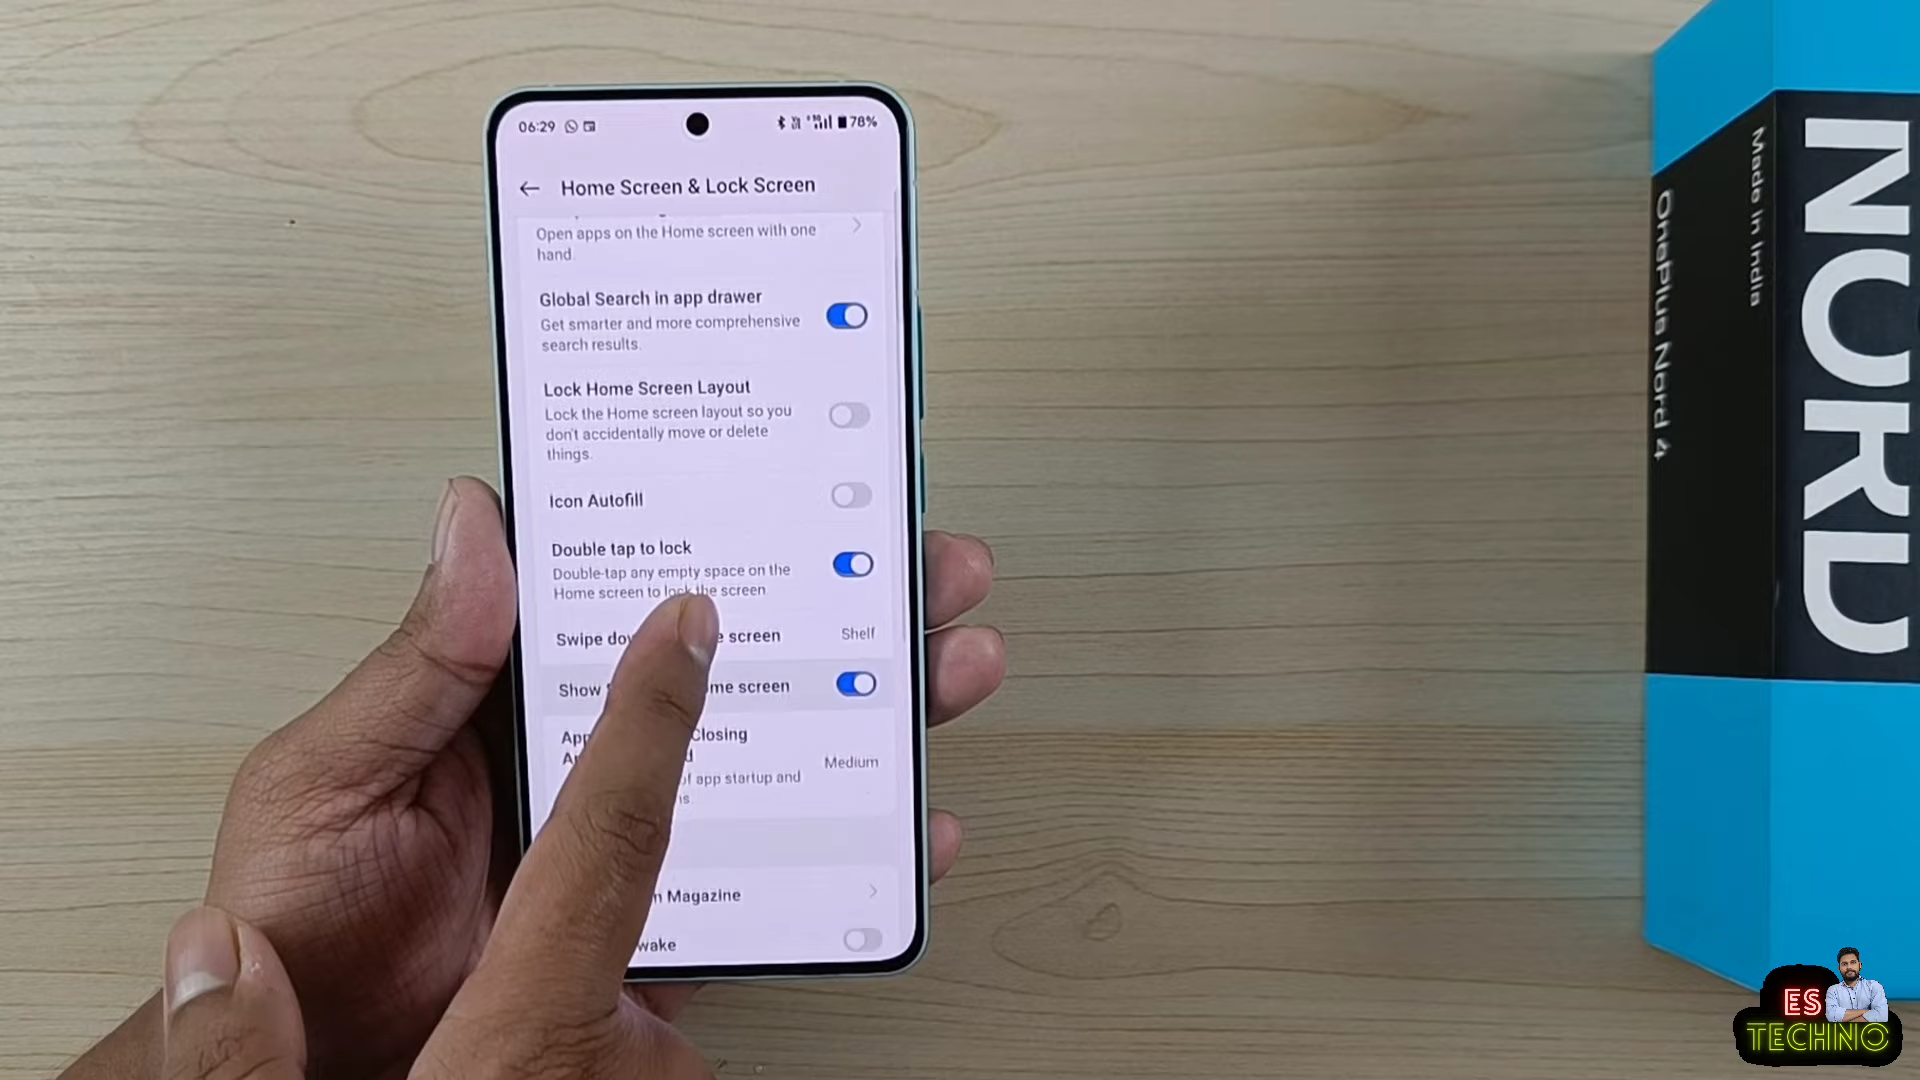 06:29 78%
Home Screen & Lock Screen
Open apps on the Home screen with one
hand.
Global Search in app drawer
Get smarter and more comprehensive
search results.
Lock Home Screen Layout
Lock the Home screen layout so you
don't accidentally move or delete
things.
Icon Autofill
Double tap to lock
Double-tap any empty space on the
Home screen to lock the screen
Swipe screen Shelf
Show screen
Closing
Medium
app startup and
Magazine
NORD
Made in India
OnePlus Nord 4
ES
TECHNO